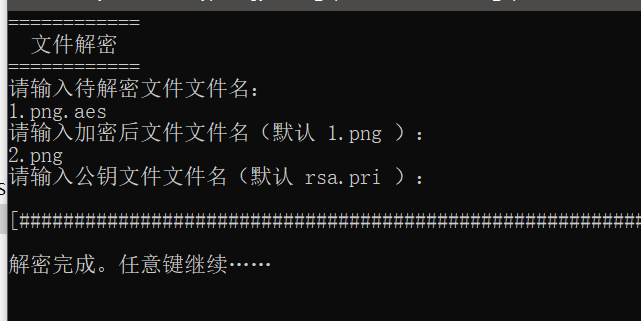 ============
文件解密
============
请输入待解密文件文件名：
1.png.aes
请输入加密后文件文件名（默认 1.png ）：
2.png
请输入公钥文件文件名（默认 rsa.pri ）：
[#########################################################
解密完成。任意键继续……